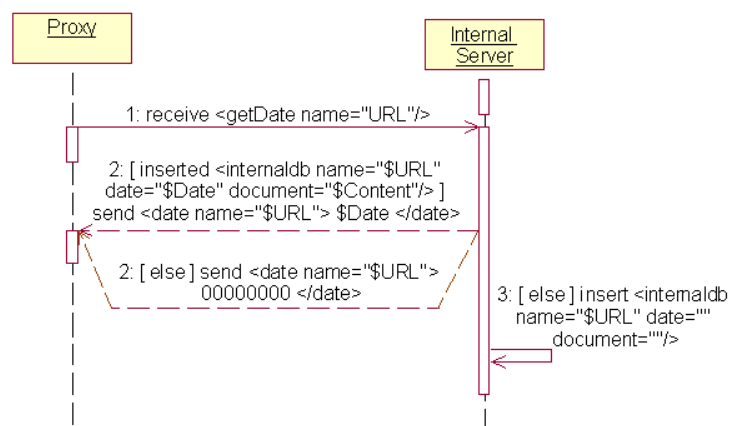 Proxy
Internal
Server
1: receive <getDate name="URL"/>
2: [ inserted <internaldb name="$URL"
date="$Date" document="$Content"/> ]
send <date name="$URL"> $Date </date>
2: [ else ] send <date name="$URL">
00000000 </date>
3: [ else ] insert <internaldb
name="$URL" date=""
document=""/>